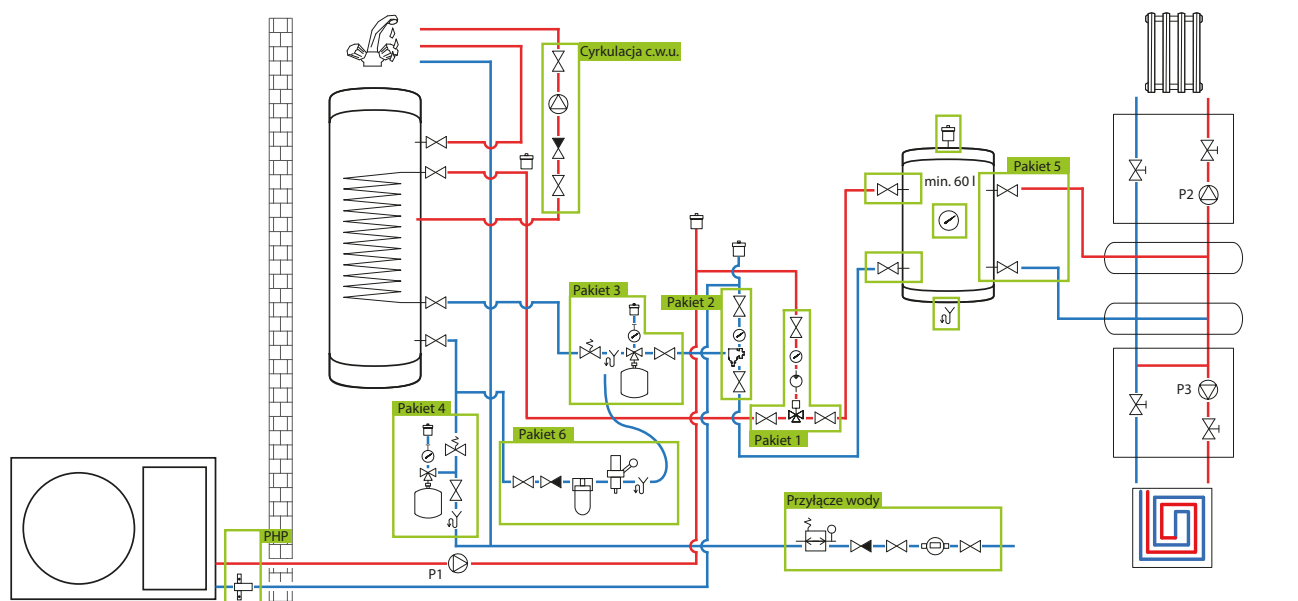 Cyrkulacja c.w.u.
Pakiet 5
min. 60 l
P2
Pakiet 3
Pakiet 2
P3
Pakiet 4
Pakiet 6
Pakiet 1
Przyłącze wody
PHP
P1